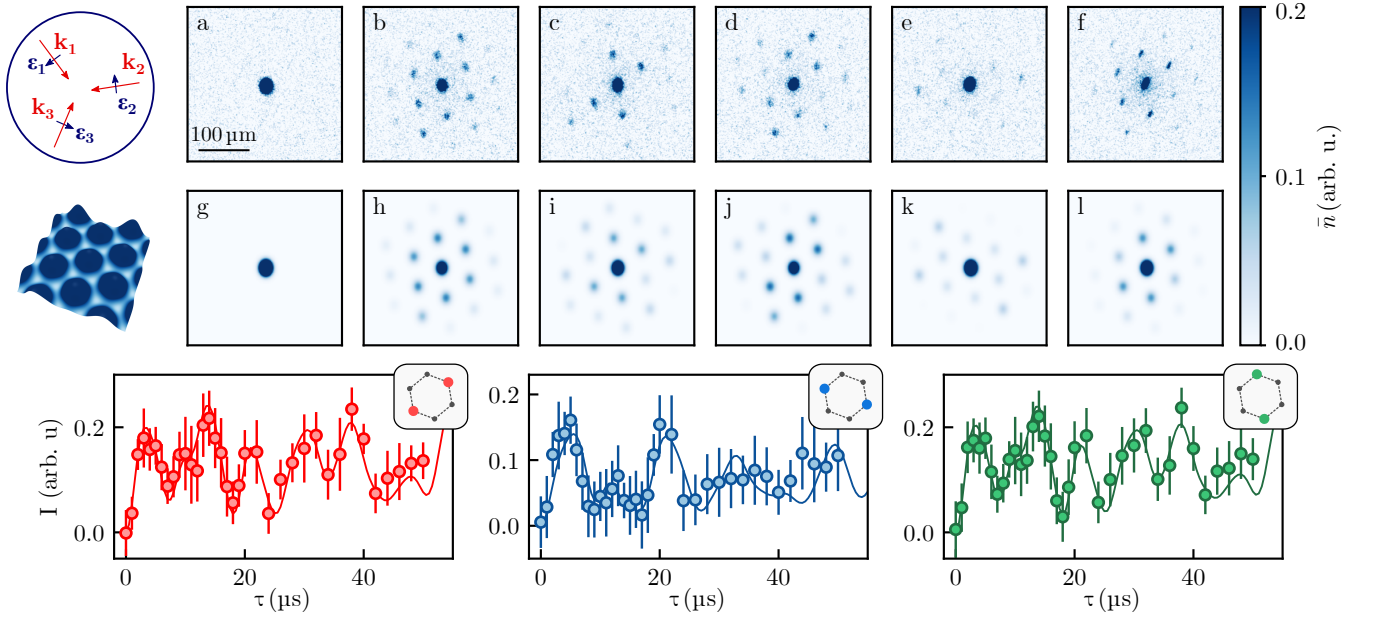 k1
ε1
k2
ε2
k3
ε3
a
100 µm
b
c
d
e
f
g
h
i
j
k
l
0.2
0.1
0.0
n̄ (arb. u.)
I (arb. u)
0.2
0.0
0 20 40
τ (µs)
0.2
0.1
0.0
0 20 40
τ (µs)
0.2
0.0
0 20 40
τ (µs)